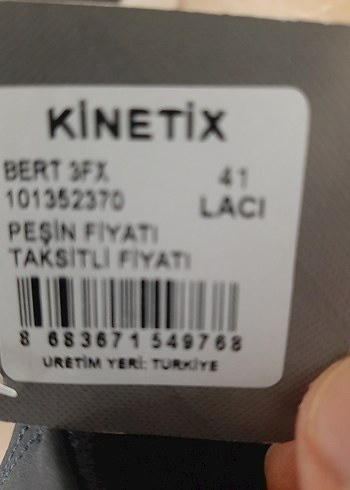 KİNETİX
BERT 3FX 41
101352370 LACI
PEŞİN FİYATI
TAKSİTLİ FİYATI
8 683671 549768
ÜRETİM YERİ: TÜRKİYE